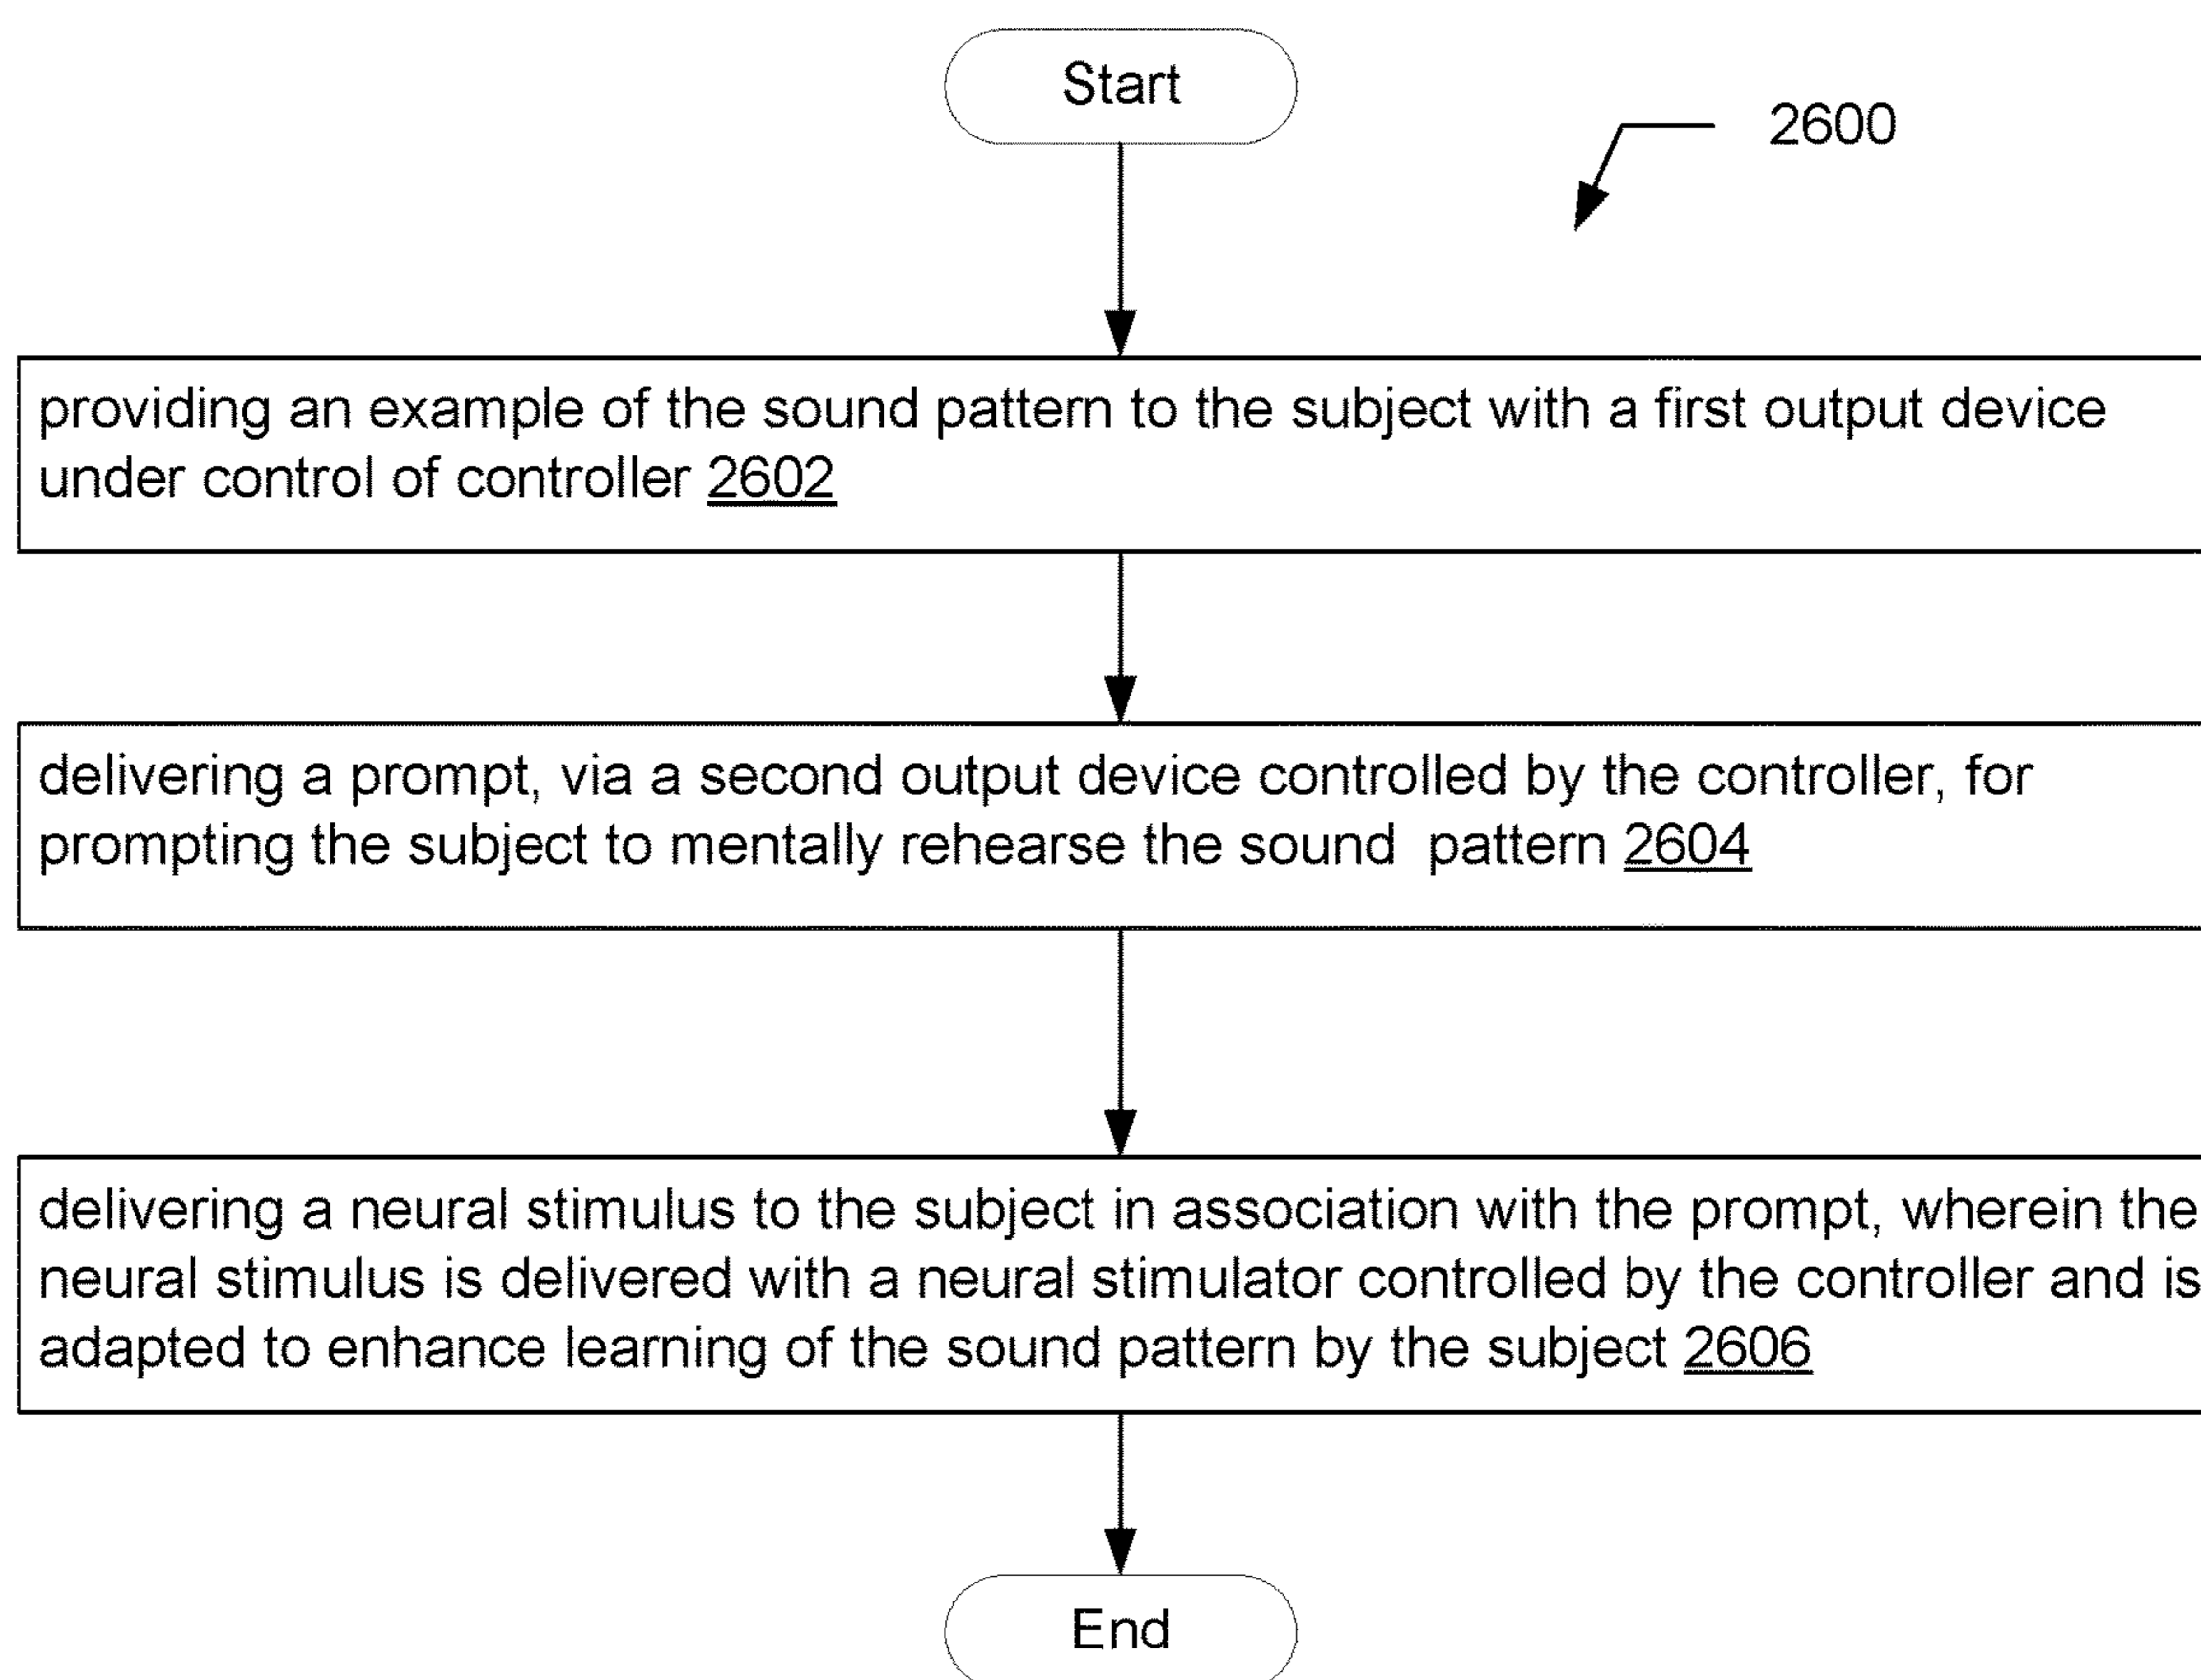 Start
2600
providing an example of the sound pattern to the subject with a first output device
under control of controller 2602
delivering a prompt, via a second output device controlled by the controller, for
prompting the subject to mentally rehearse the sound  pattern 2604
delivering a neural stimulus to the subject in association with the prompt, wherein the
neural stimulus is delivered with a neural stimulator controlled by the controller and is
adapted to enhance learning of the sound pattern by the subject 2606
End